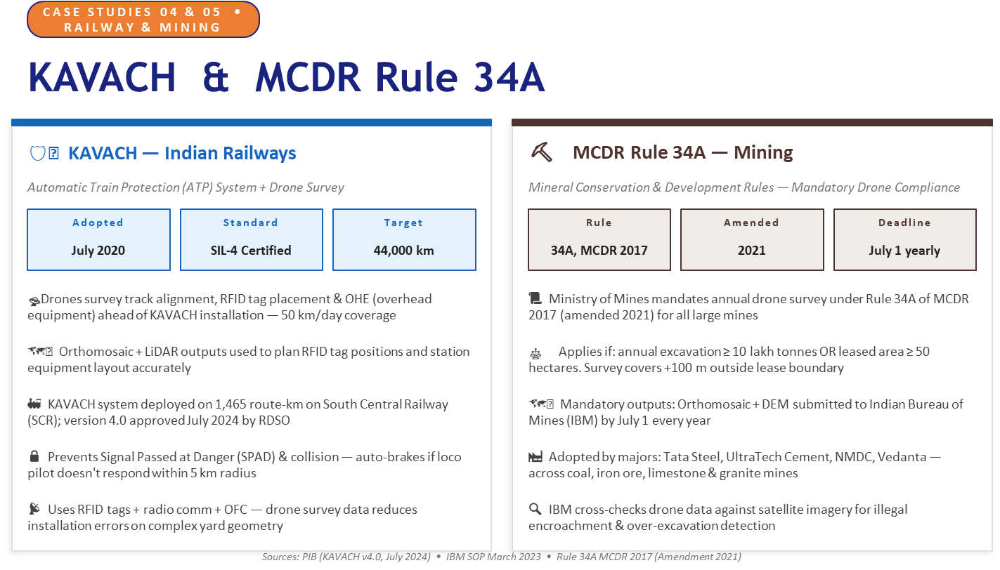 CASE STUDIES 04 & 05 •
RAILWAY & MINING
KAVACH & MCDR Rule 34A
KAVACH — Indian Railways
Automatic Train Protection (ATP) System + Drone Survey
Adopted
July 2020
Standard
SIL-4 Certified
Target
44,000 km
Drones survey track alignment, RFID tag placement & OHE (overhead
equipment) ahead of KAVACH installation — 50 km/day coverage
Orthomosaic + LiDAR outputs used to plan RFID tag positions and station
equipment layout accurately
KAVACH system deployed on 1,465 route-km on South Central Railway
(SCR); version 4.0 approved July 2024 by RDSO
Prevents Signal Passed at Danger (SPAD) & collision — auto-brakes if loco
pilot doesn't respond within 5 km radius
Uses RFID tags + radio comm + OFC — drone survey data reduces
installation errors on complex yard geometry
MCDR Rule 34A — Mining
Mineral Conservation & Development Rules — Mandatory Drone Compliance
Rule
34A, MCDR 2017
Amended
2021
Deadline
July 1 yearly
Ministry of Mines mandates annual drone survey under Rule 34A of MCDR
2017 (amended 2021) for all large mines
Applies if: annual excavation ≥ 10 lakh tonnes OR leased area ≥ 50
hectares. Survey covers +100 m outside lease boundary
Mandatory outputs: Orthomosaic + DEM submitted to Indian Bureau of
Mines (IBM) by July 1 every year
Adopted by majors: Tata Steel, UltraTech Cement, NMDC, Vedanta —
across coal, iron ore, limestone & granite mines
IBM cross-checks drone data against satellite imagery for illegal
encroachment & over-excavation detection
Sources: PIB (KAVACH v4.0, July 2024) • IBM SOP March 2023 • Rule 34A MCDR 2017 (Amendment 2021)